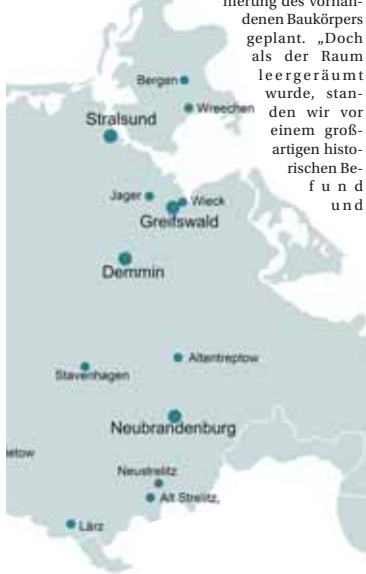 nierung des vorhan-
denen Baukörpers
geplant. „Doch
als der Raum
leergeräumt
wurde, stan-
den wir vor
einem groß-
artigen histo-
rischen Be-
fund
und
Bergen
Wreechen
Stralsund
Jager
Wieck
Greifswald
Demmin
Altentreptow
Stavenhagen
Neubrandenburg
etow
Neustrelitz
Alt Strelitz,
Lärz